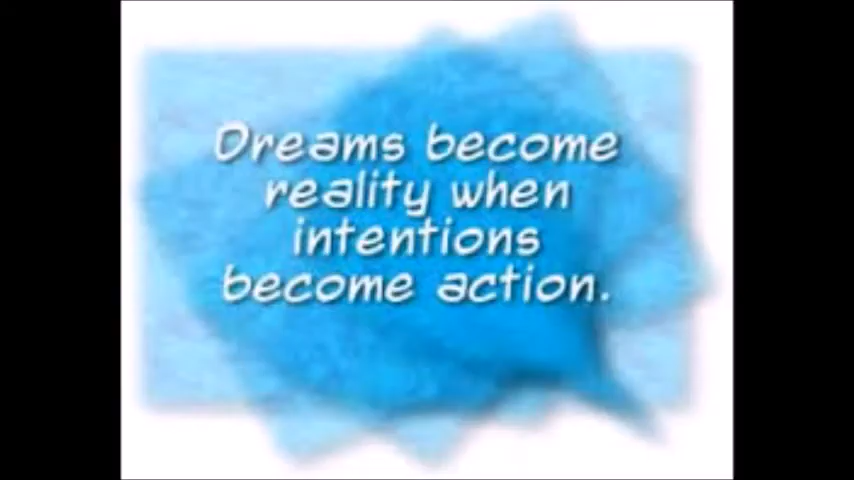 Dreams become
reality when
intentions
become action.